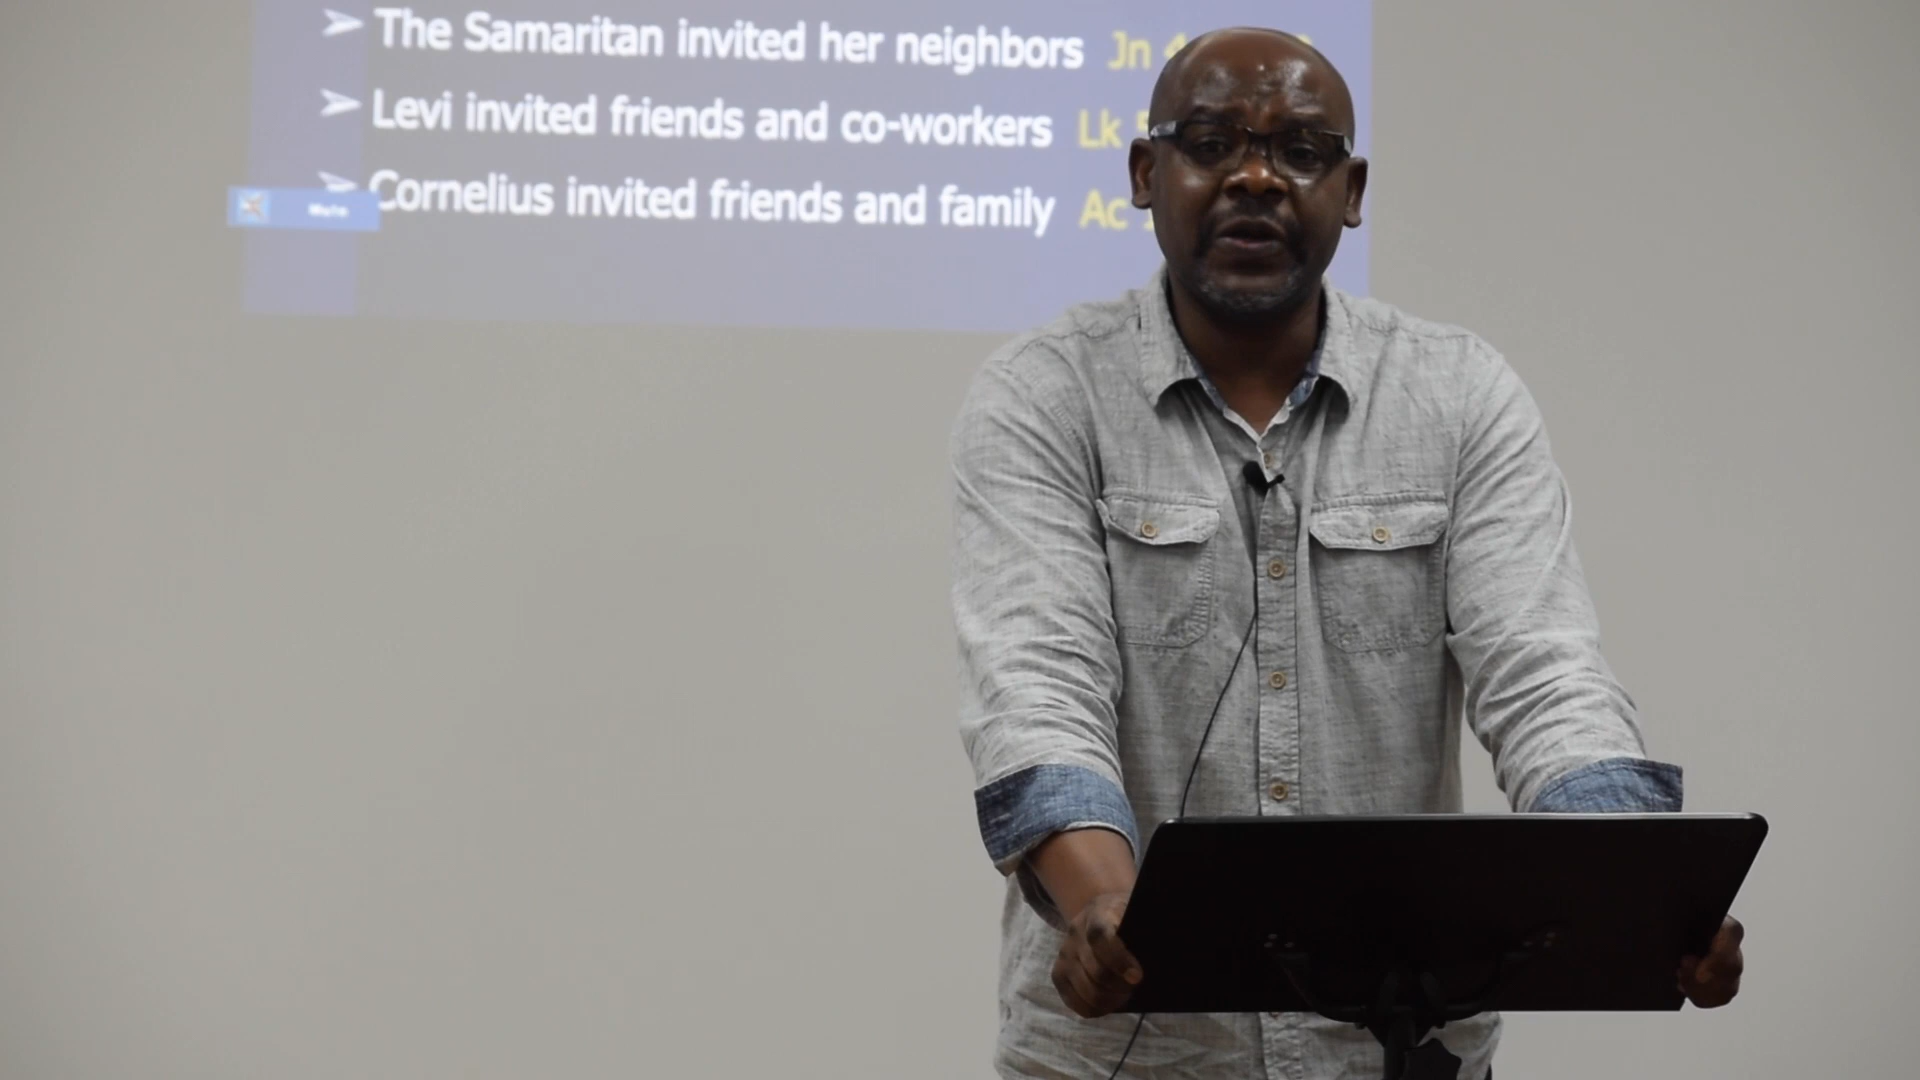 The Samaritan invited her neighbors Jn
Levi invited friends and co-workers Lk
Cornelius invited friends and family Ac
Mute